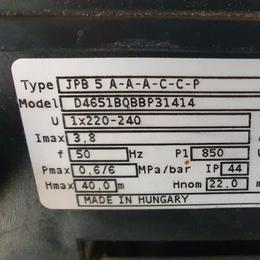 Type JPB 5 A-A-A-C-C-P
Model D4651BQBBP31414
U 1x220-240
Imax 3,8
f 50 Hz P1 850
Pmax 0,6/6 MPa/bar IP 44
Hmax 40,0 m Hnom 22,0 m
MADE IN HUNGARY